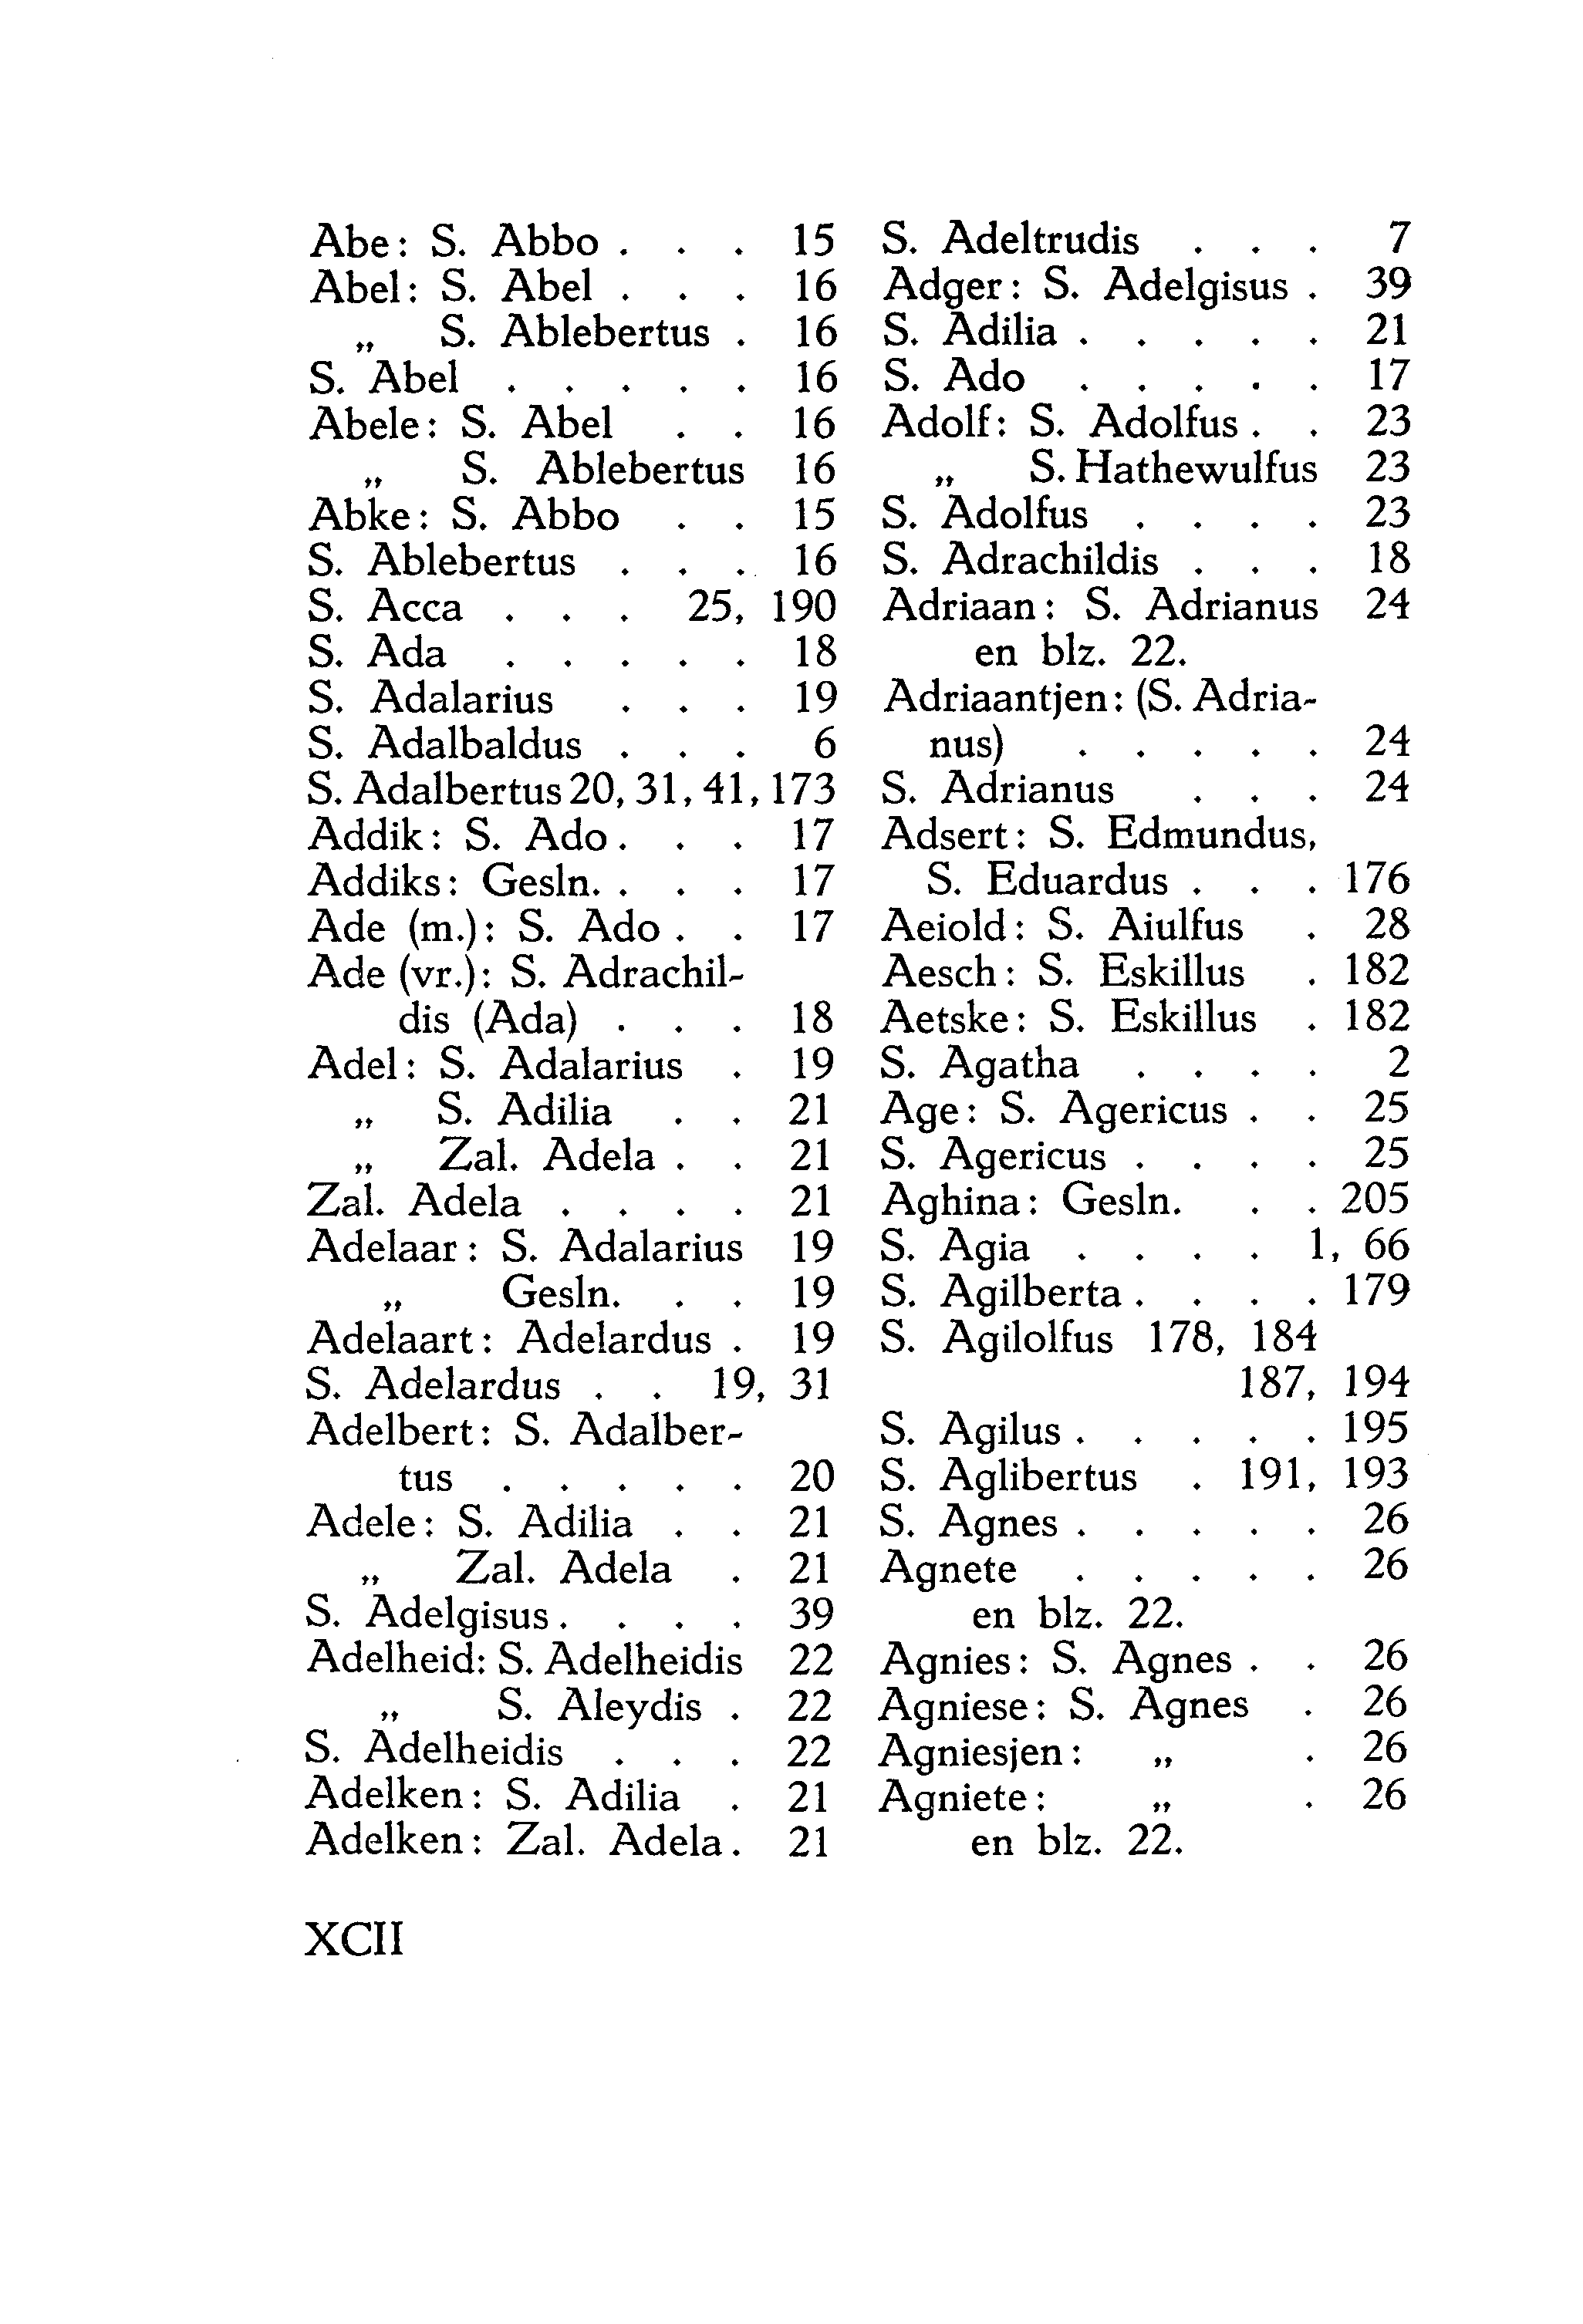 Abe: S. Abbo . . . 15
Abel: S. Abel . . . 16
„ S. Ablebertus . 16
S. Abel . . . . . 16
Abele: S. Abel . . 16
„ S. Ablebertus 16
Abke: S. Abbo . . 15
S. Ablebertus . . . 16
S. Acca . . . 25, 190
S. Ada . . . . . 18
S. Adalarius . . . 19
S. Adalbaldus . . . 6
S. Adalbertus 20, 31, 41, 173
Addik: S. Ado . . . 17
Addiks: Gesln. . . . 17
Ade (m.): S. Ado . . 17
Ade (vr.): S. Adrachil-
dis (Ada) . . . 18
Adel: S. Adalarius . 19
„ S. Adilia . . 21
„ Zal. Adela . . 21
Zal. Adela . . . . 21
Adelaar: S. Adalarius 19
„ Gesln. . . 19
Adelaart: Adelardus . 19
S. Adelardus . . 19, 31
Adelbert: S. Adalber-
tus . . . . . 20
Adele: S. Adilia . . 21
„ Zal. Adela . 21
S. Adelgisus . . . . 39
Adelheid: S. Adelheidis 22
„ S. Aleydis . 22
S. Adelheidis . . . 22
Adelken: S. Adilia . 21
Adelken: Zal. Adela . 21
S. Adeltrudis . . . 7
Adger: S. Adelgisus . 39
S. Adilia . . . . . 21
S. Ado . . . . . 17
Adolf: S. Adolfus . . 23
„ S. Hathewulfus 23
S. Adolfus . . . . 23
S. Adrachildis . . . 18
Adriaan: S. Adrianus 24
en blz. 22.
Adriaantjen: (S. Adria-
nus) . . . . . 24
S. Adrianus . . . 24
Adsert: S. Edmundus,
S. Eduardus . . . 176
Aeiold: S. Aiulfus . 28
Aesch: S. Eskillus . 182
Aetske: S. Eskillus . 182
S. Agatha . . . . 2
Age: S. Agericus . . 25
S. Agericus . . . . 25
Aghina: Gesln. . . 205
S. Agia . . . . 1, 66
S. Agilberta . . . . 179
S. Agilolfus 178, 184
187, 194
S. Agilus . . . . . 195
S. Aglibertus . 191, 193
S. Agnes . . . . . 26
Agnete . . . . . 26
en blz. 22.
Agnies: S. Agnes . . 26
Agniese: S. Agnes . 26
Agniesjen: „ . 26
Agniete: „ . 26
en blz. 22.
XCII